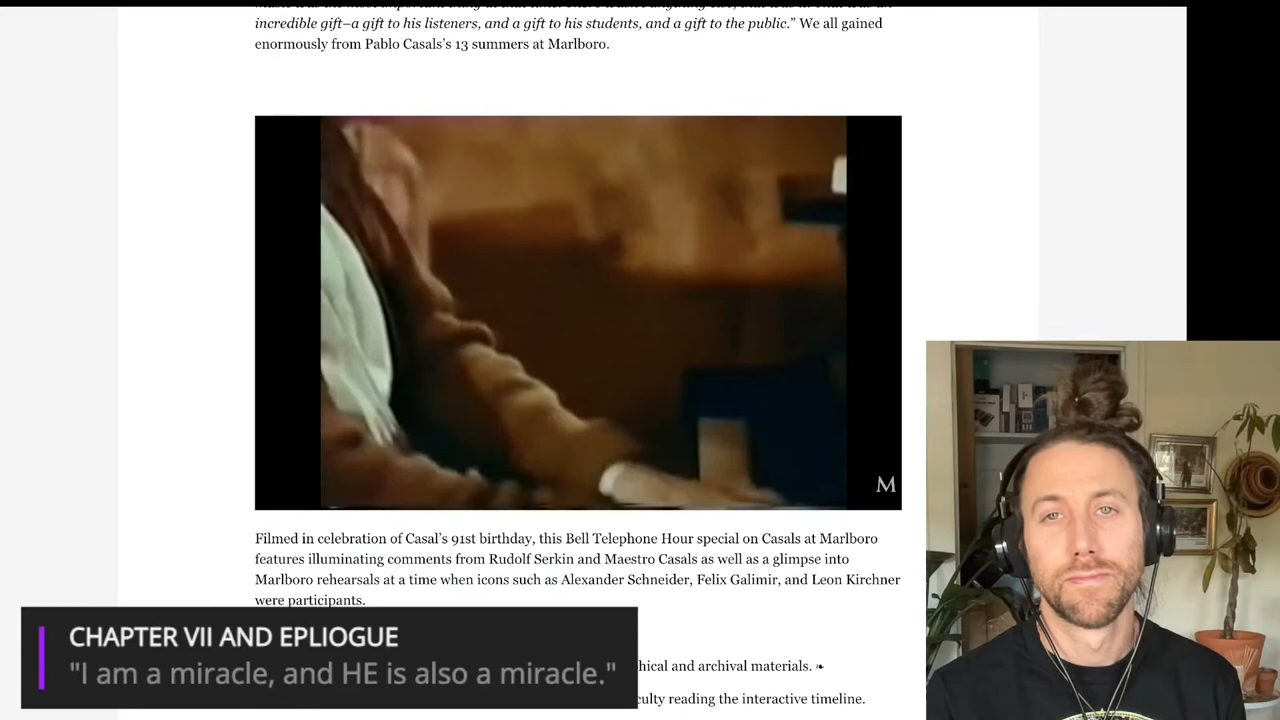 incredible gift–a gift to his listeners, and a gift to his students, and a gift to the public.” We all gained
enormously from Pablo Casals’s 13 summers at Marlboro.
M
Filmed in celebration of Casal’s 91st birthday, this Bell Telephone Hour special on Casals at Marlboro
features illuminating comments from Rudolf Serkin and Maestro Casals as well as a glimpse into
Marlboro rehearsals at a time when icons such as Alexander Schneider, Felix Galimir, and Leon Kirchner
were participants.
CHAPTER VII AND EPLIOGUE
"I am a miracle, and HE is also a miracle."
hical and archival materials. ❧
culty reading the interactive timeline.